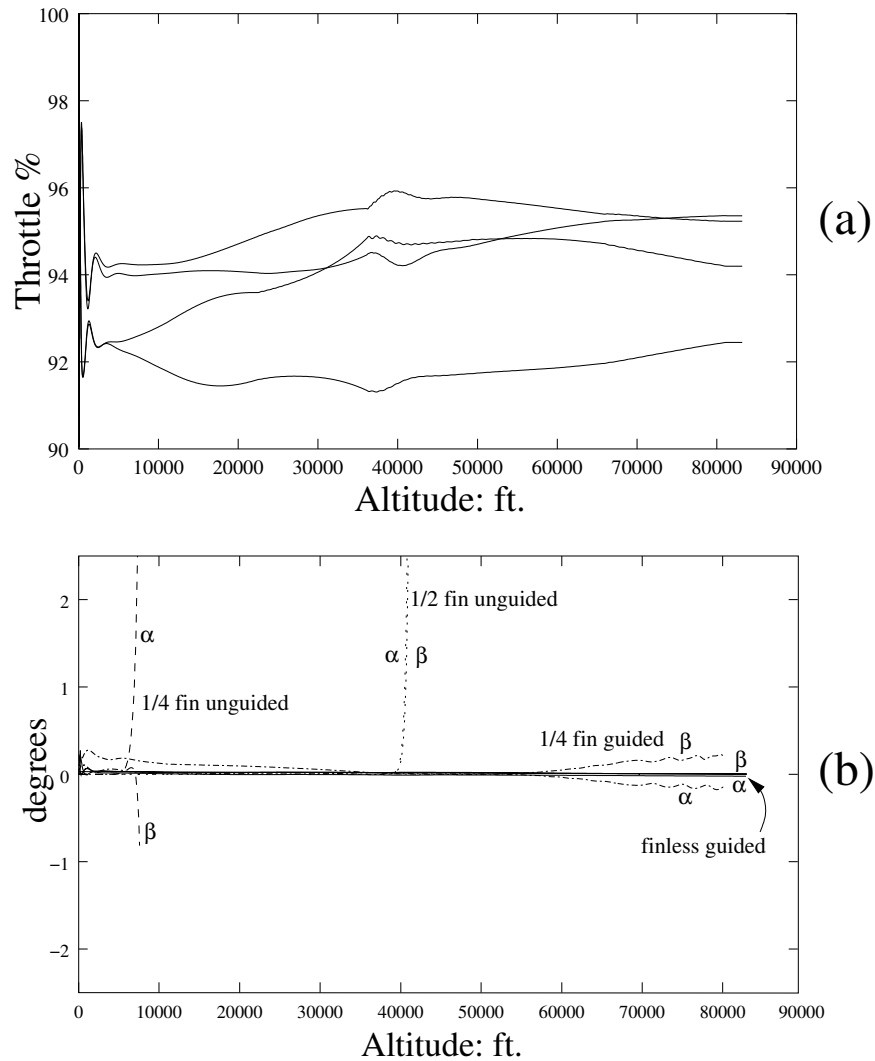 100
98
96
94
92
90
Throttle %
0 10000 20000 30000 40000 50000 60000 70000 80000 90000
Altitude: ft.
(a)
2
1
0
−1
−2
degrees
α
1/4 fin unguided
β
1/2 fin unguided
α β
1/4 fin guided
β
β
α
α
finless guided
0 10000 20000 30000 40000 50000 60000 70000 80000 90000
Altitude: ft.
(b)